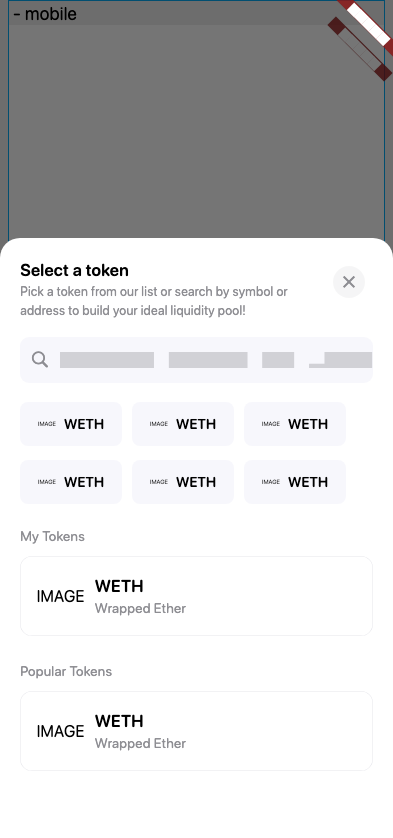 - mobile
Select a token
Pick a token from our list or search by symbol or
address to build your ideal liquidity pool!
IMAGE WETH IMAGE WETH IMAGE WETH
IMAGE WETH IMAGE WETH IMAGE WETH
My Tokens
IMAGE WETH
Wrapped Ether
Popular Tokens
IMAGE WETH
Wrapped Ether